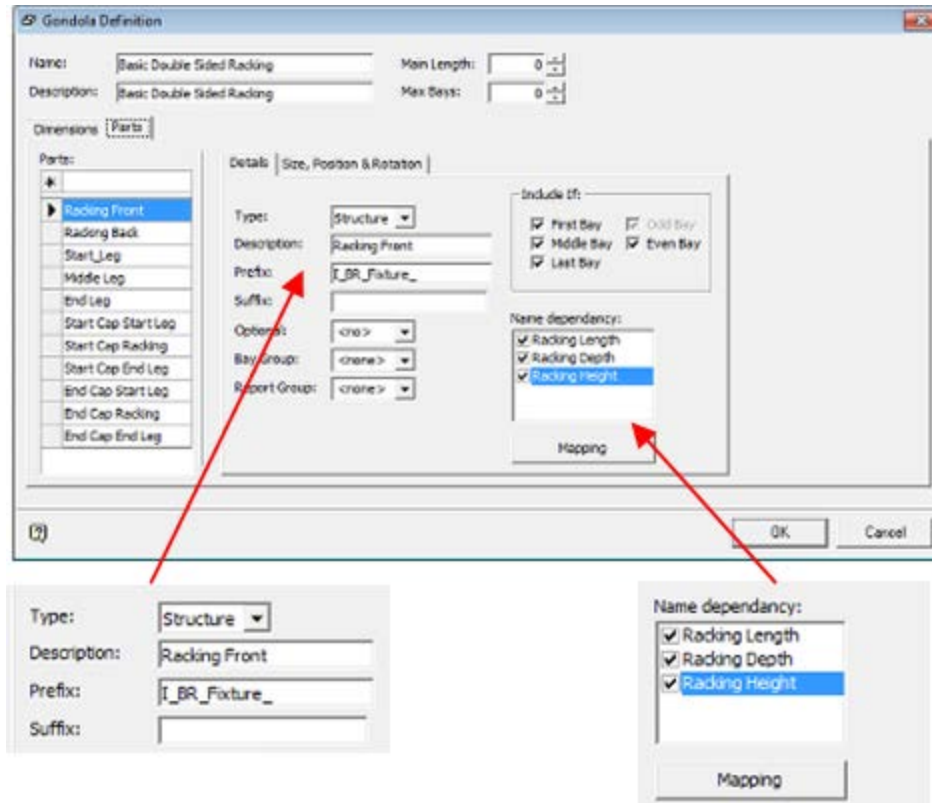 Gondola Definition
Name: Basic Double Sided Racking Main Length: 0
Description: Basic Double Sided Racking Max Bays: 0
Dimensions Parts
Parts:
Racking Front
Racking Back
Start_Leg
Middle Leg
End Leg
Start Cap Start Leg
Start Cap Racking
Start Cap End Leg
End Cap Start Leg
End Cap Racking
End Cap End Leg
Details Size, Position & Rotation
Type: Structure
Description: Racking Front
Prefix: I_BR_Fixture_
Suffix:
Optional: <no>
Bay Group: <none>
Report Group: <none>
Include If:
First Bay Odd Bay
Middle Bay Even Bay
Last Bay
Name dependancy:
Racking Length
Racking Depth
Racking Height
Mapping
OK Cancel
Type: Structure
Description: Racking Front
Prefix: I_BR_Fixture_
Suffix:
Name dependancy:
Racking Length
Racking Depth
Racking Height
Mapping